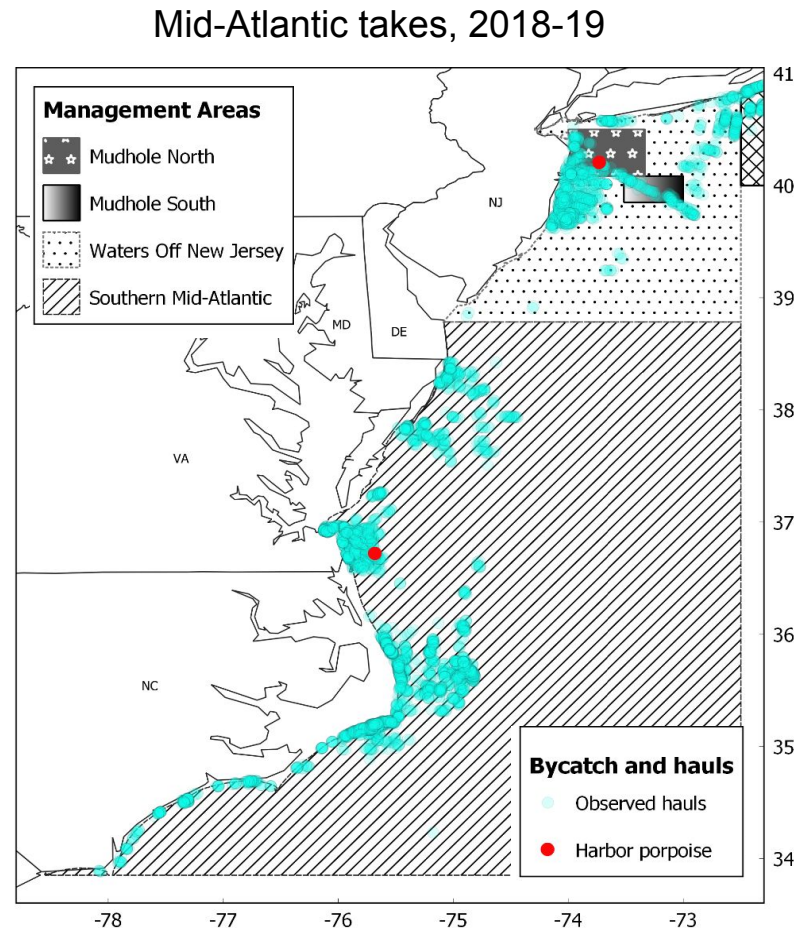 Mid-Atlantic takes, 2018-19
Management Areas
Mudhole North
Mudhole South
Waters Off New Jersey
Southern Mid-Atlantic
NJ
MD
DE
VA
NC
41
40
39
38
37
36
35
34
Bycatch and hauls
Observed hauls
Harbor porpoise
-78
-77
-76
-75
-74
-73